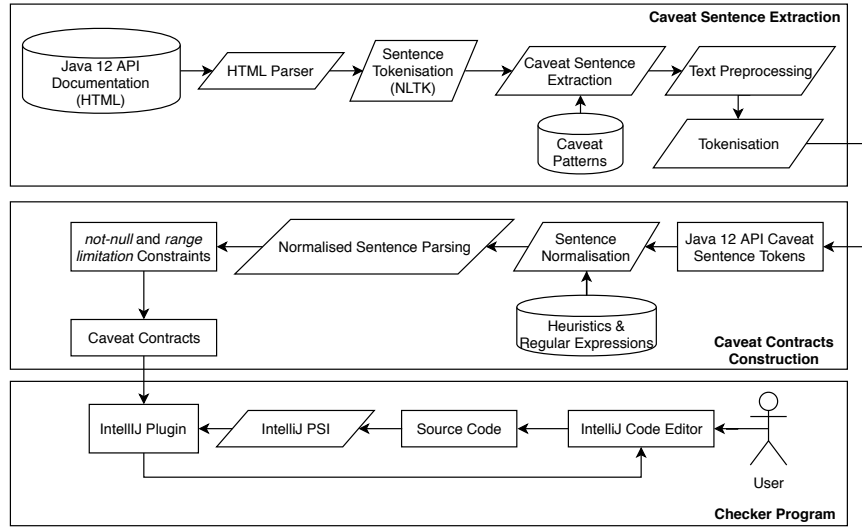 Caveat Sentence Extraction
Java 12 API
Documentation
(HTML)
HTML Parser
Sentence
Tokenisation
(NLTK)
Caveat Sentence
Extraction
Text Preprocessing
Caveat
Patterns
Tokenisation
not-null and range
limitation Constraints
Normalised Sentence Parsing
Sentence
Normalisation
Java 12 API Caveat
Sentence Tokens
Caveat Contracts
Heuristics &
Regular Expressions
Caveat Contracts
Construction
IntellIJ Plugin
IntelliJ PSI
Source Code
IntelliJ Code Editor
User
Checker Program